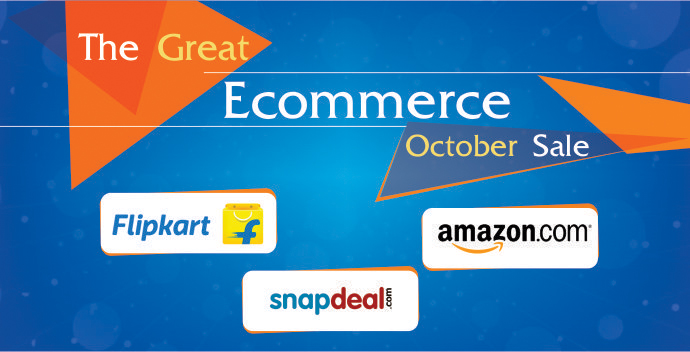 The Great
Ecommerce
October Sale
Flipkart
amazon.com
snapdeal.com